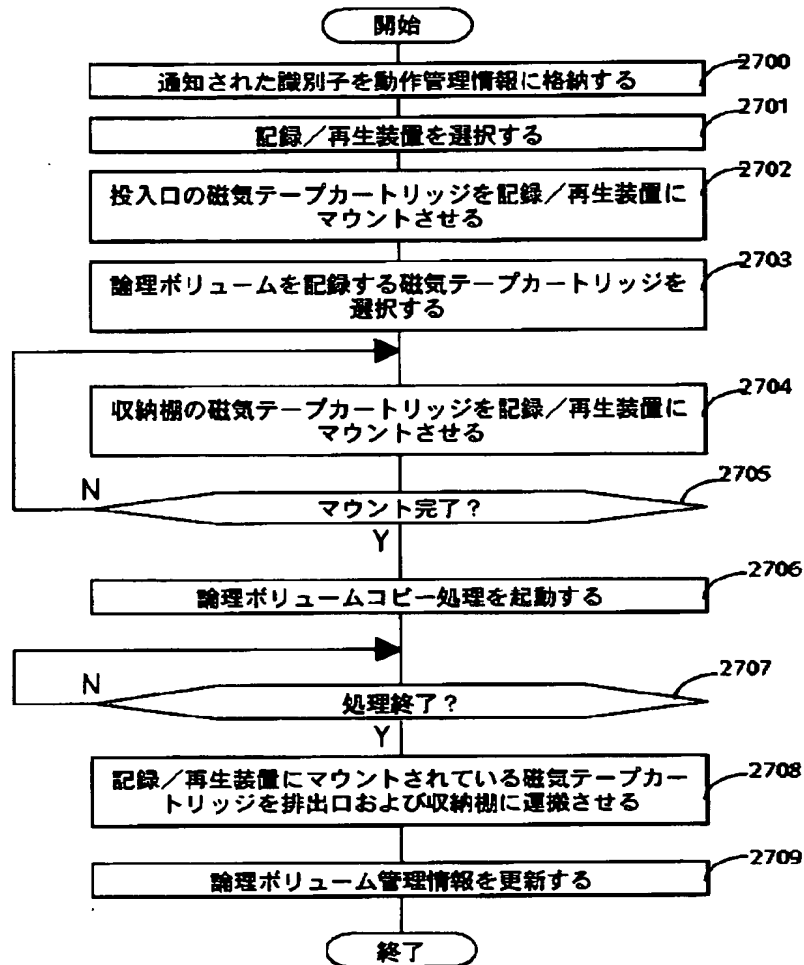 開始
2700
通知された識別子を動作管理情報に格納する
2701
記録／再生装置を選択する
2702
投入口の磁気テープカートリッジを記録／再生装置に
マウントさせる
2703
論理ボリュームを記録する磁気テープカートリッジを
選択する
2704
収納棚の磁気テープカートリッジを記録／再生装置に
マウントさせる
2705
N
マウント完了？
Y
2706
論理ボリュームコピー処理を起動する
2707
N
処理終了？
Y
2708
記録／再生装置にマウントされている磁気テープカー
トリッジを排出口および収納棚に運搬させる
2709
論理ボリューム管理情報を更新する
終了